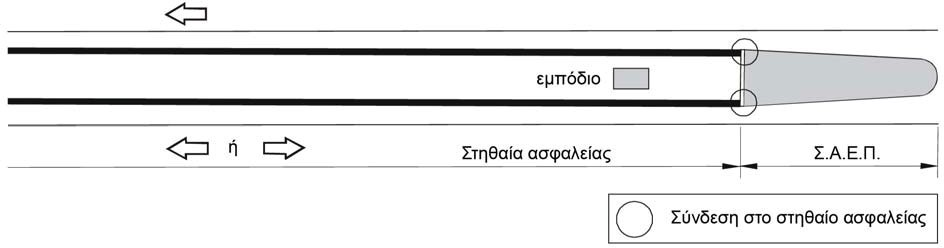 εμπόδιο
ή
Στηθαία ασφαλείας
Σ.Α.Ε.Π.
Σύνδεση στο στηθαίο ασφαλείας